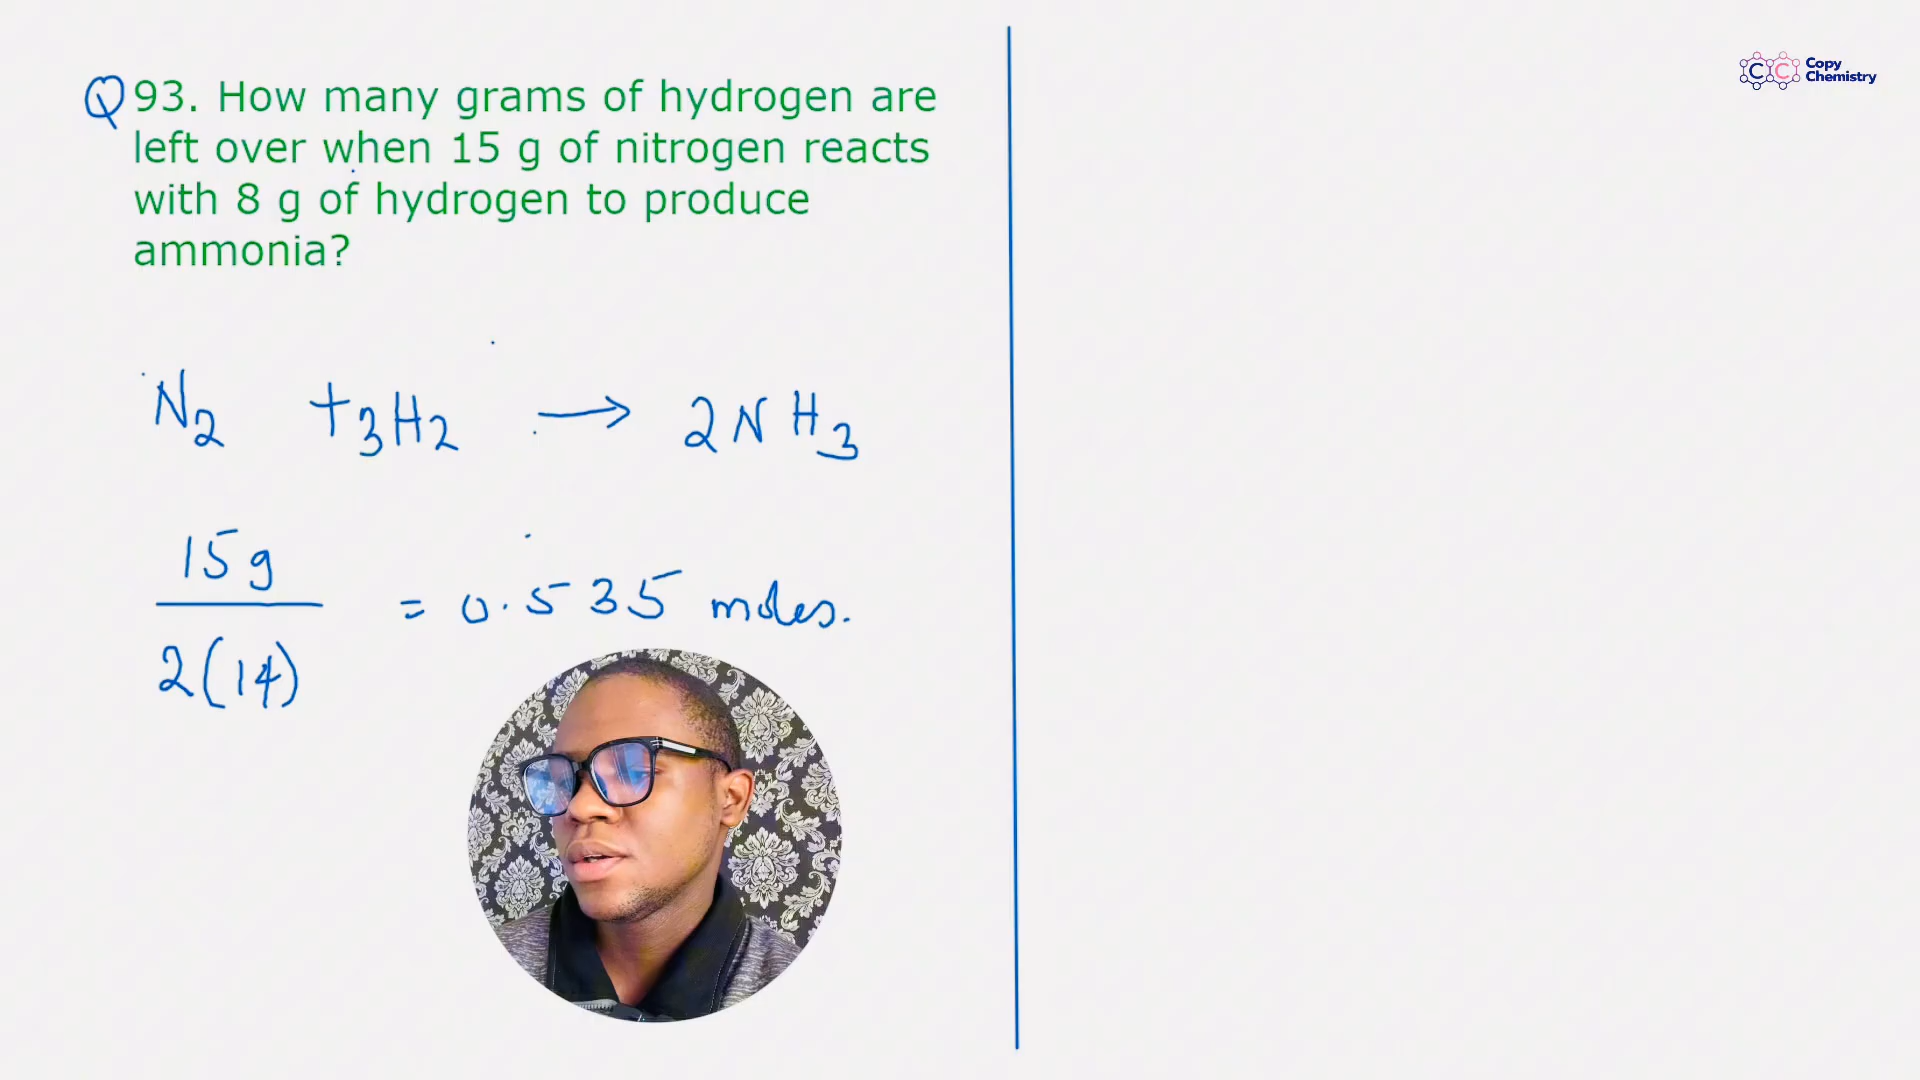 Q93. How many grams of hydrogen are
left over when 15 g of nitrogen reacts
with 8 g of hydrogen to produce
ammonia?
N2 +3H2 → 2NH3
15g
= 0.535 moles.
2(14)
CC Copy
Chemistry